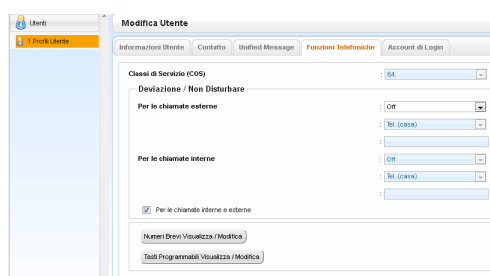 Utenti
1.Profili Utente
Modifica Utente
Informazioni Utente
Contatto
Unified Message
Funzioni Telefoniche
Account di Login
Classi di Servizio (COS) : 64:
Deviazione / Non Disturbare
Per le chiamate esterne : Off
: Tel. (casa)
:
Per le chiamate interne : Off
: Tel. (casa)
:
Per le chiamate interne e esterne
Numeri Brevi Visualizza / Modifica
Tasti Programmabili Visualizza / Modifica